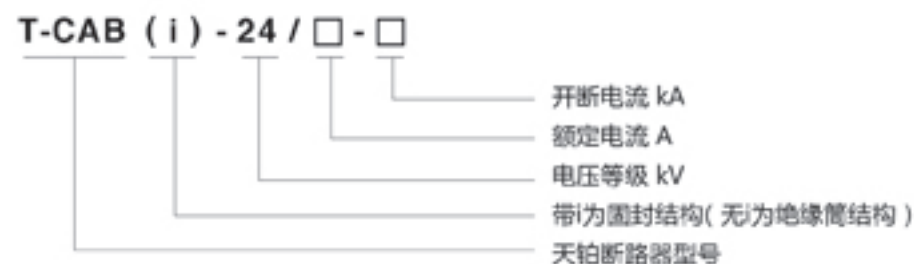 T-CAB (i) - 24 / □ - □
开断电流 kA
额定电流 A
电压等级 kV
带i为固封结构( 无i为绝缘筒结构 )
天铂断路器型号